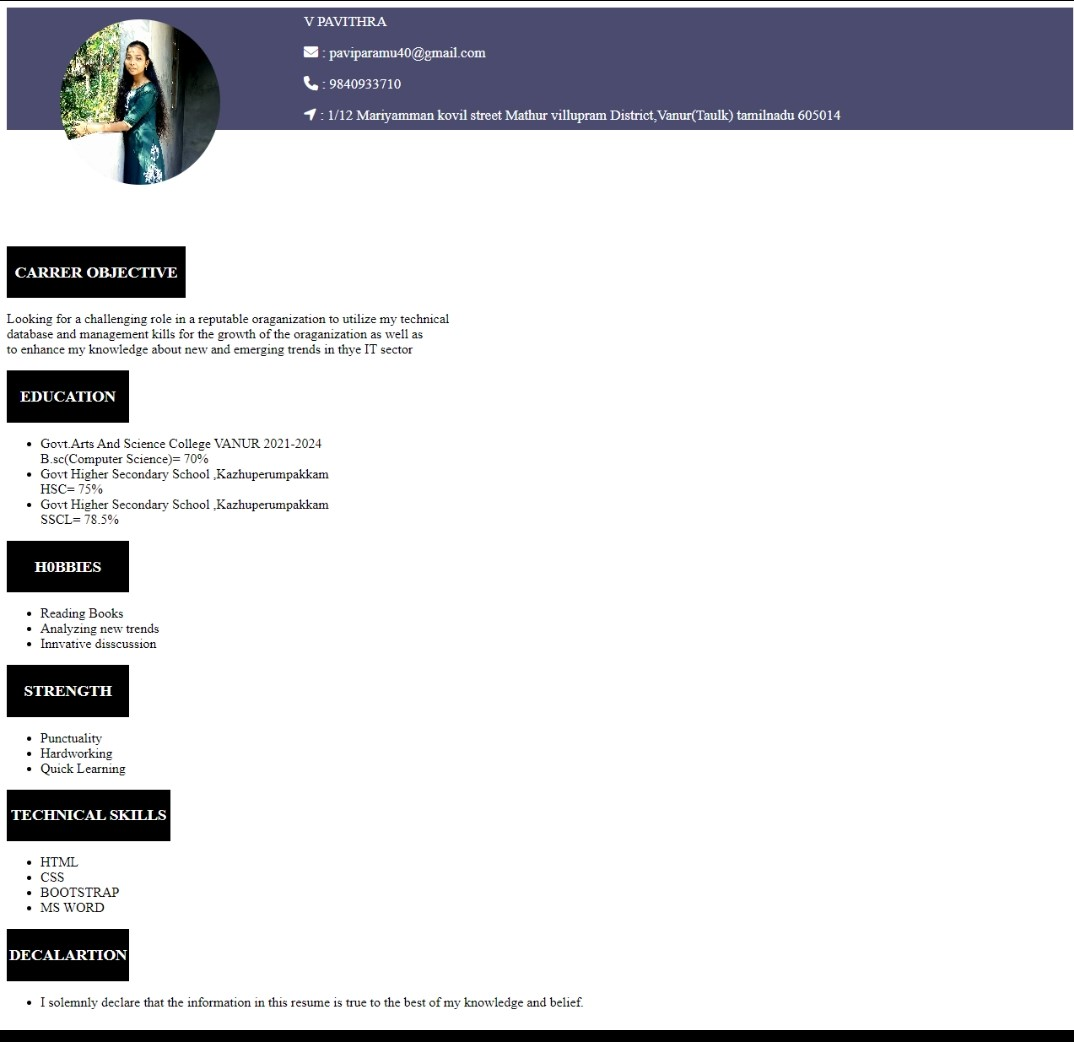 V PAVITHRA
: paviparamu40@gmail.com
: 9840933710
: 1/12 Mariyamman kovil street Mathur villupram District,Vanur(Taulk) tamilnadu 605014
CARRER OBJECTIVE
Looking for a challenging role in a reputable oraganization to utilize my technical
database and management kills for the growth of the oraganization as well as
to enhance my knowledge about new and emerging trends in thye IT sector
EDUCATION
Govt.Arts And Science College VANUR 2021-2024
B.sc(Computer Science)= 70%
Govt Higher Secondary School ,Kazhuperumpakkam
HSC= 75%
Govt Higher Secondary School ,Kazhuperumpakkam
SSCL= 78.5%
H0BBIES
Reading Books
Analyzing new trends
Innvative disscussion
STRENGTH
Punctuality
Hardworking
Quick Learning
TECHNICAL SKILLS
HTML
CSS
BOOTSTRAP
MS WORD
DECALARTION
I solemnly declare that the information in this resume is true to the best of my knowledge and belief.